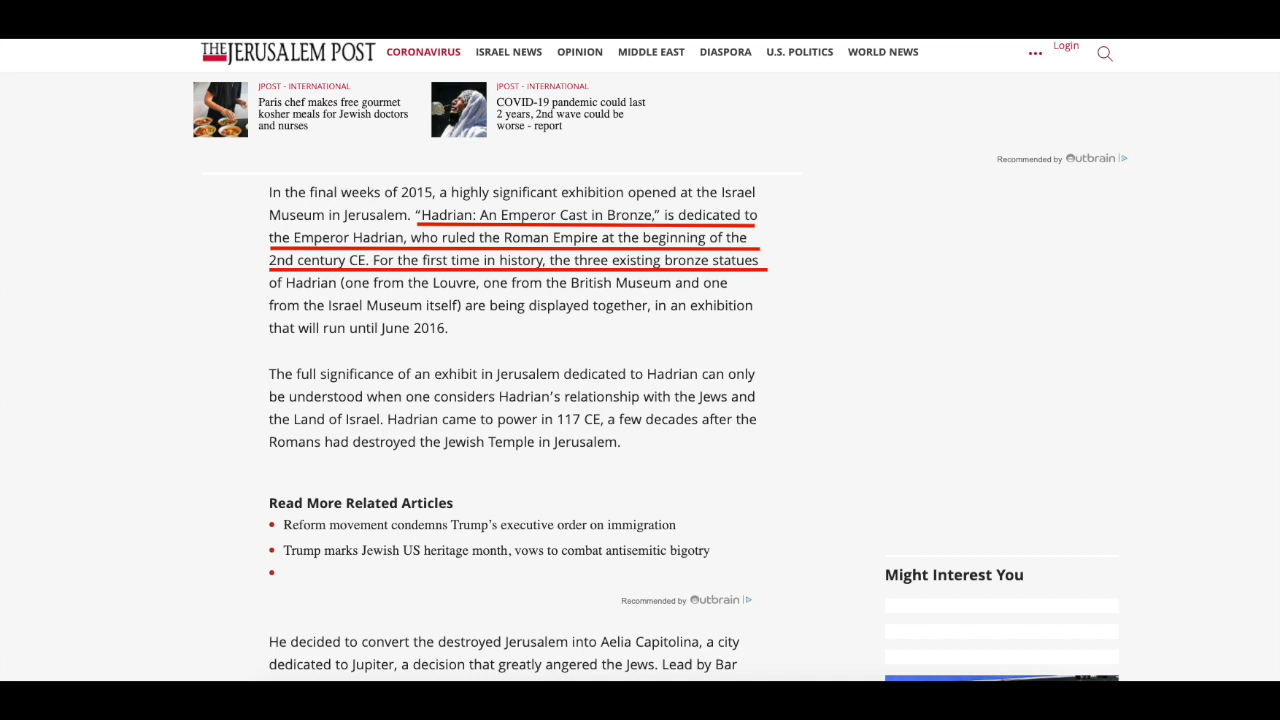 THE JERUSALEM POST
CORONAVIRUS ISRAEL NEWS OPINION MIDDLE EAST DIASPORA U.S. POLITICS WORLD NEWS
... Login
JPOST - INTERNATIONAL
Paris chef makes free gourmet
kosher meals for Jewish doctors
and nurses
JPOST - INTERNATIONAL
COVID-19 pandemic could last
2 years, 2nd wave could be
worse - report
Recommended by Outbrain
In the final weeks of 2015, a highly significant exhibition opened at the Israel
Museum in Jerusalem. “Hadrian: An Emperor Cast in Bronze,” is dedicated to
the Emperor Hadrian, who ruled the Roman Empire at the beginning of the
2nd century CE. For the first time in history, the three existing bronze statues
of Hadrian (one from the Louvre, one from the British Museum and one
from the Israel Museum itself) are being displayed together, in an exhibition
that will run until June 2016.
The full significance of an exhibit in Jerusalem dedicated to Hadrian can only
be understood when one considers Hadrian’s relationship with the Jews and
the Land of Israel. Hadrian came to power in 117 CE, a few decades after the
Romans had destroyed the Jewish Temple in Jerusalem.
Read More Related Articles
• Reform movement condemns Trump’s executive order on immigration
• Trump marks Jewish US heritage month, vows to combat antisemitic bigotry
•
Recommended by Outbrain
Might Interest You
He decided to convert the destroyed Jerusalem into Aelia Capitolina, a city
dedicated to Jupiter, a decision that greatly angered the Jews. Lead by Bar